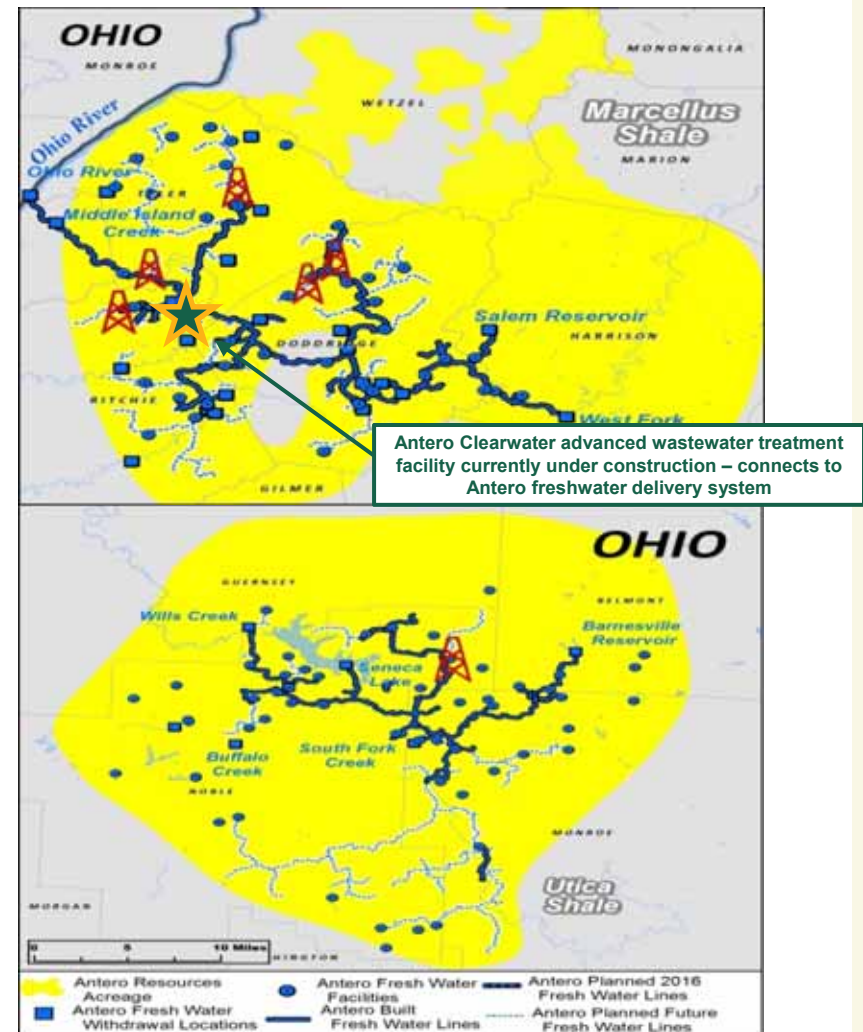 OHIO
MONROE
MONONGALIA
WETZEL
Marcellus
Shale
MARION
Ohio River
Ohio River
TYLER
Middle Island
Creek
Salem Reservoir
HARRISON
DODDRIDGE
RITCHIE
West Fork
GILMER
Antero Clearwater advanced wastewater treatment
facility currently under construction – connects to
Antero freshwater delivery system
OHIO
GUERNSEY
BELMONT
Wills Creek
Barnesville
Reservoir
Seneca
Lake
Buffalo
Creek
South Fork
Creek
NOBLE
MONROE
Utica
Shale
MORGAN
0 5 10 Miles
HINGTON
Antero Resources
Acreage
Antero Fresh Water
Facilities
Antero Planned 2016
Fresh Water Lines
Antero Fresh Water
Withdrawal Locations
Antero Built
Fresh Water Lines
Antero Planned Future
Fresh Water Lines